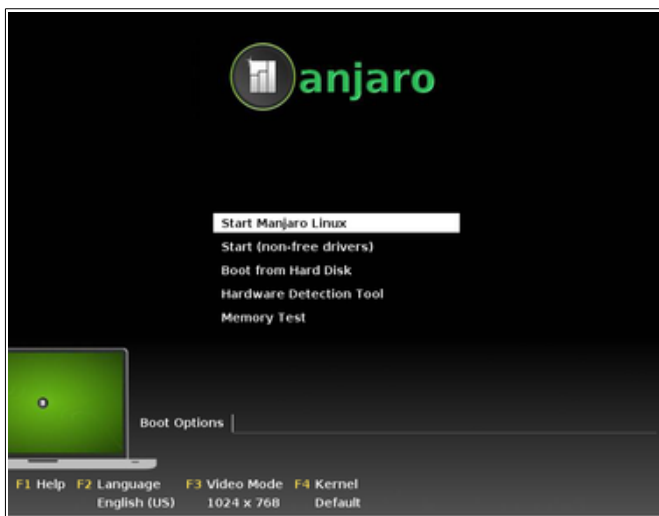 anjaro
Start Manjaro Linux
Start (non-free drivers)
Boot from Hard Disk
Hardware Detection Tool
Memory Test
Boot Options
F1 Help F2 Language F3 Video Mode F4 Kernel
English (US) 1024 x 768 Default